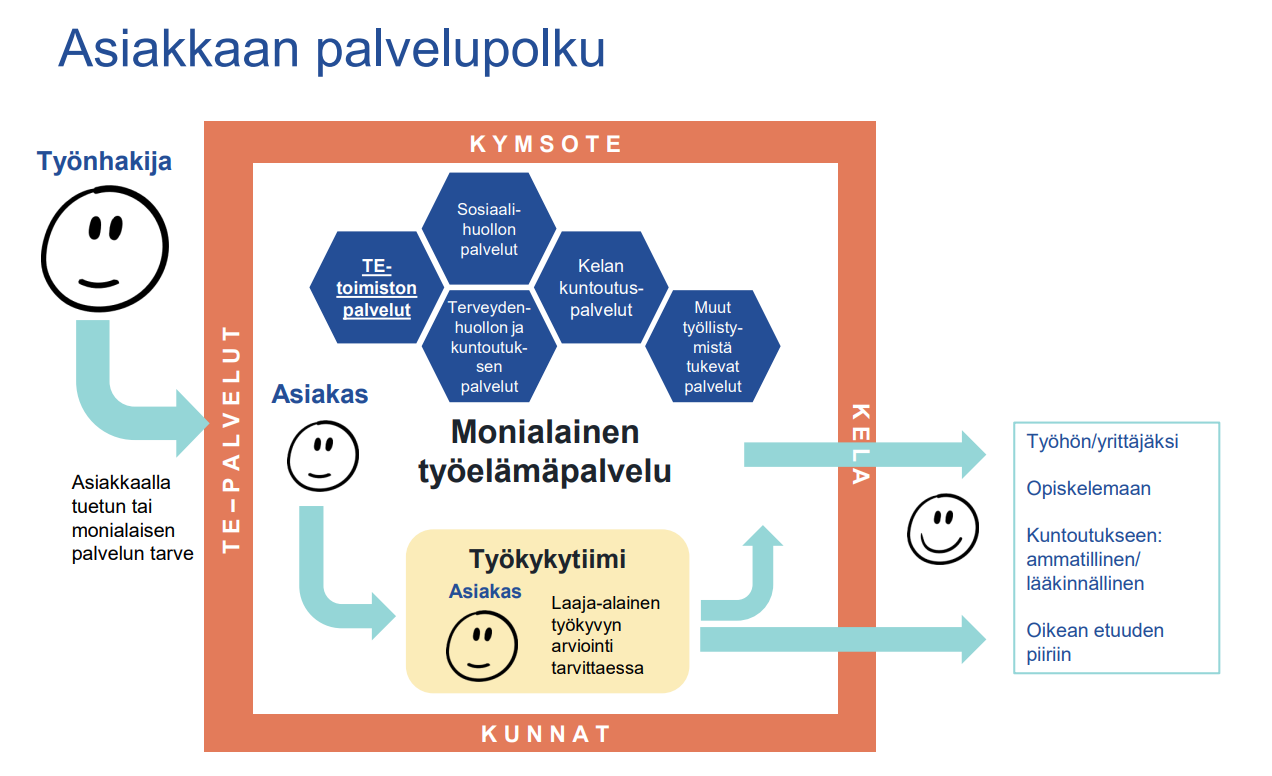 Asiakkaan palvelupolku
KYMSOTE
Työnhakija
Sosiaali-
huollon
palvelut
TE-
toimiston
palvelut
Kelan
kuntoutus-
palvelut
Terveyden-
huollon ja
kuntoutuk-
sen
palvelut
Muut
työllisty-
mistä
tukevat
palvelut
TE–PALVELUT
Asiakas
Monialainen
työelämäpalvelu
KELA
Asiakkaalla
tuetun tai
monialaisen
palvelun tarve
Työkykytiimi
Asiakas
Laaja-alainen
työkyvyn
arviointi
tarvittaessa
Työhön/yrittäjäksi
Opiskelemaan
Kuntoutukseen:
ammatillinen/
lääkinnällinen
Oikean etuuden
piiriin
KUNNAT